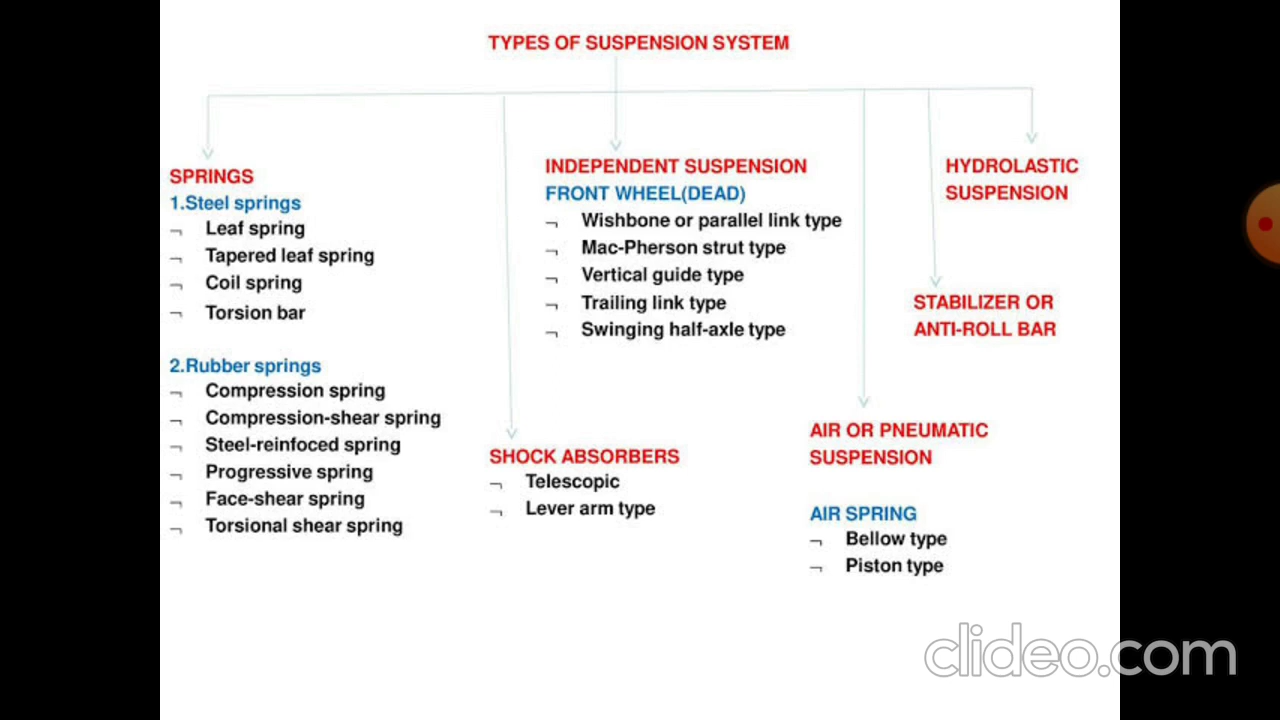 TYPES OF SUSPENSION SYSTEM
SPRINGS
1.Steel springs
¬ Leaf spring
¬ Tapered leaf spring
¬ Coil spring
¬ Torsion bar
2.Rubber springs
¬ Compression spring
¬ Compression-shear spring
¬ Steel-reinfoced spring
¬ Progressive spring
¬ Face-shear spring
¬ Torsional shear spring
SHOCK ABSORBERS
¬ Telescopic
¬ Lever arm type
INDEPENDENT SUSPENSION
FRONT WHEEL(DEAD)
¬ Wishbone or parallel link type
¬ Mac-Pherson strut type
¬ Vertical guide type
¬ Trailing link type
¬ Swinging half-axle type
AIR OR PNEUMATIC
SUSPENSION
AIR SPRING
¬ Bellow type
¬ Piston type
STABILIZER OR
ANTI-ROLL BAR
HYDROLASTIC
SUSPENSION
clideo.com